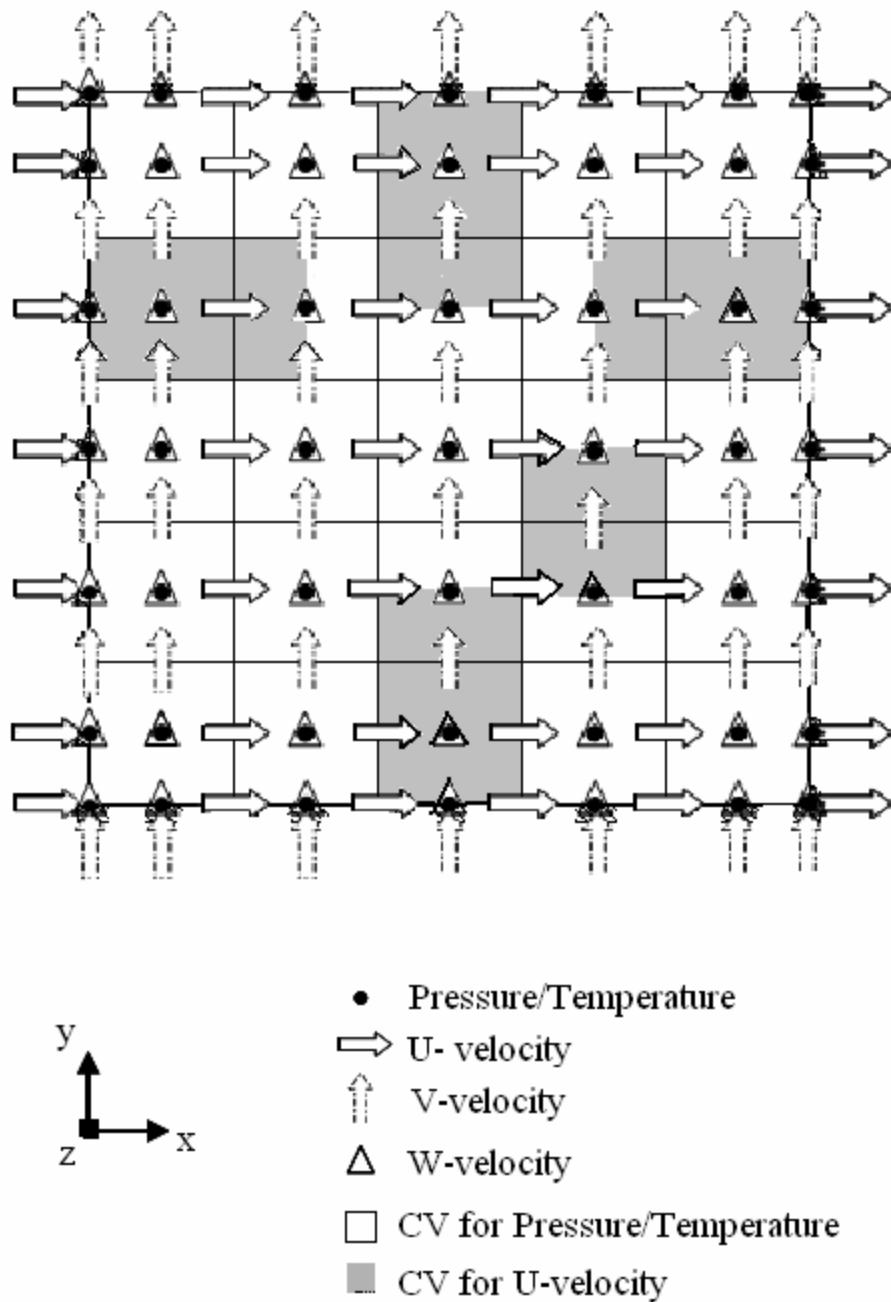 Pressure/Temperature
U- velocity
y
V-velocity
z
x
W-velocity
CV for Pressure/Temperature
CV for U-velocity